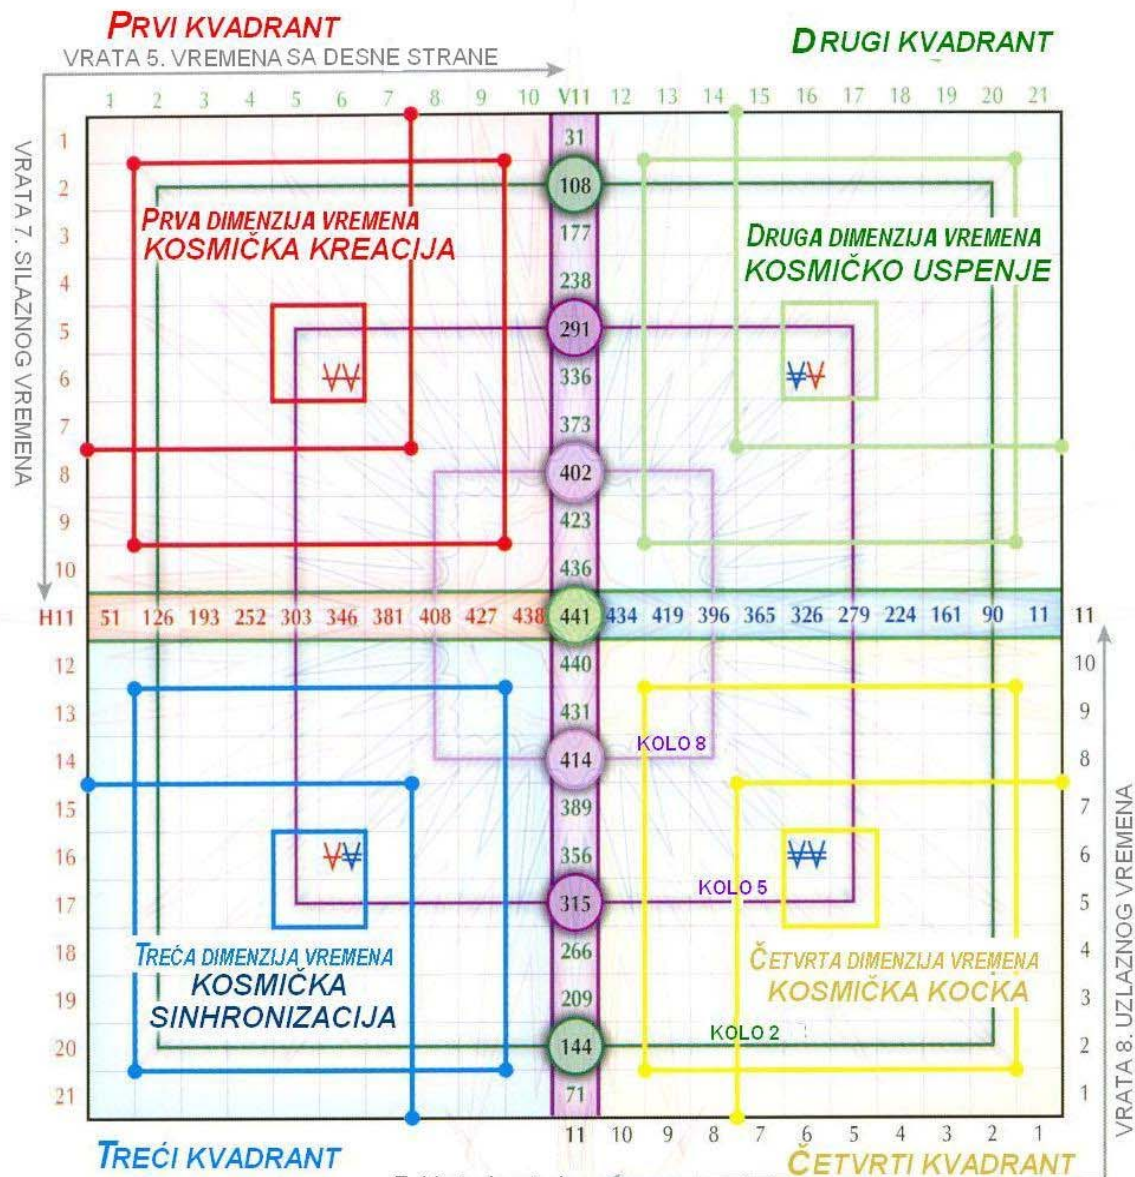 PRVI KVADRANT
DRUGI KVADRANT
VRATA 5. VREMENA SA DESNE STRANE
1 2 3 4 5 6 7 8 9 10 V11 12 13 14 15 16 17 18 19 20 21
VRATA 7. SILAZNOG VREMENA
1
31
2
108
3
177
PRVA DIMENZIJA VREMENA
KOSMIČKA KREACIJA
DRUGA DIMENZIJA VREMENA
KOSMIČKO USPENJE
4
238
5
291
6
336
7
373
8
402
9
423
10
436
H11 51 126 193 252 303 346 381 408 427 438 441 434 419 396 365 326 279 224 161 90 11 11
12
440
10
13
431
9
14
414
KOLO 8
8
15
389
7
16
356
6
17
315
KOLO 5
5
18
266
4
TREĆA DIMENZIJA VREMENA
KOSMIČKA
SINHRONIZACIJA
ČETVRTA DIMENZIJA VREMENA
KOSMIČKA KOCKA
19
209
3
20
144
KOLO 2
2
21
71
1
VRATA 8. UZLAZNOG VREMENA
11 10 9 8 7 6 5 4 3 2 1
TREĆI KVADRANT
ČETVRTI KVADRANT